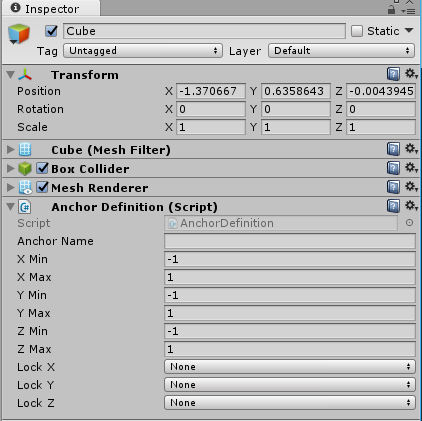 Inspector
Cube Static
Tag Untagged Layer Default
Transform
Position X -1.370667 Y 0.6358643 Z -0.0043945
Rotation X 0 Y 0 Z 0
Scale X 1 Y 1 Z 1
Cube (Mesh Filter)
Box Collider
Mesh Renderer
Anchor Definition (Script)
Script AnchorDefinition
Anchor Name
X Min -1
X Max 1
Y Min -1
Y Max 1
Z Min -1
Z Max 1
Lock X None
Lock Y None
Lock Z None